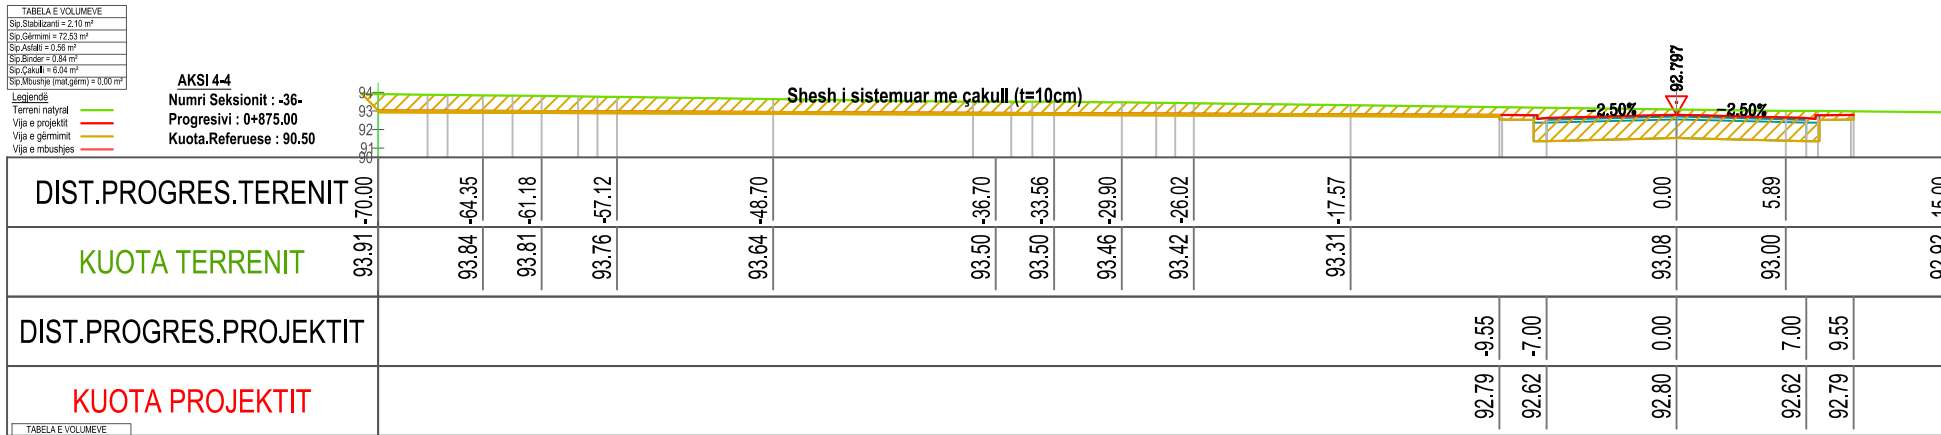 TABELA E VOLUMEVE
Sip.Stabilizanti = 2.10 m²
Sip.Gërmimi = 72.53 m²
Sip.Asfalti = 0.56 m²
Sip.Binder = 0.84 m²
Sip.Çakull = 6.04 m²
Sip.Mbushje (mat.gërm) = 0.00 m²
Legjendë
Terreni natyral
Vija e projektit
Vija e gërmimit
Vija e mbushjes
AKSI 4-4
Numri Seksionit : -36-
Progresivi : 0+875.00
Kuota.Referuese : 90.50
94
93
92
91
90
Shesh i sistemuar me çakull (t=10cm)
92.797
-2.50% -2.50%
DIST.PROGRES.TERENIT -70.00 -64.35 -61.18 -57.12 -48.70 -36.70 -33.56 -29.90 -26.02 -17.57 0.00 5.89 15.00
KUOTA TERRENIT 93.91 93.84 93.81 93.76 93.64 93.50 93.50 93.46 93.42 93.31 93.08 93.00 92.92
DIST.PROGRES.PROJEKTIT -9.55 -7.00 0.00 7.00 9.55
KUOTA PROJEKTIT 92.79 92.62 92.80 92.62 92.79
TABELA E VOLUMEVE